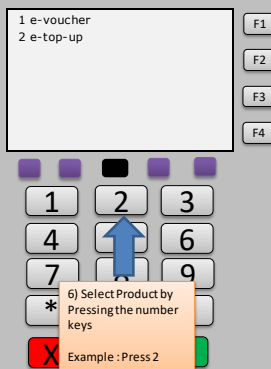 1 e-voucher
2 e-top-up
F1
F2
F3
F4
1 2 3
4 6
7 8 9
*
X
6) Select Product by
Pressing the number
keys
Example : Press 2